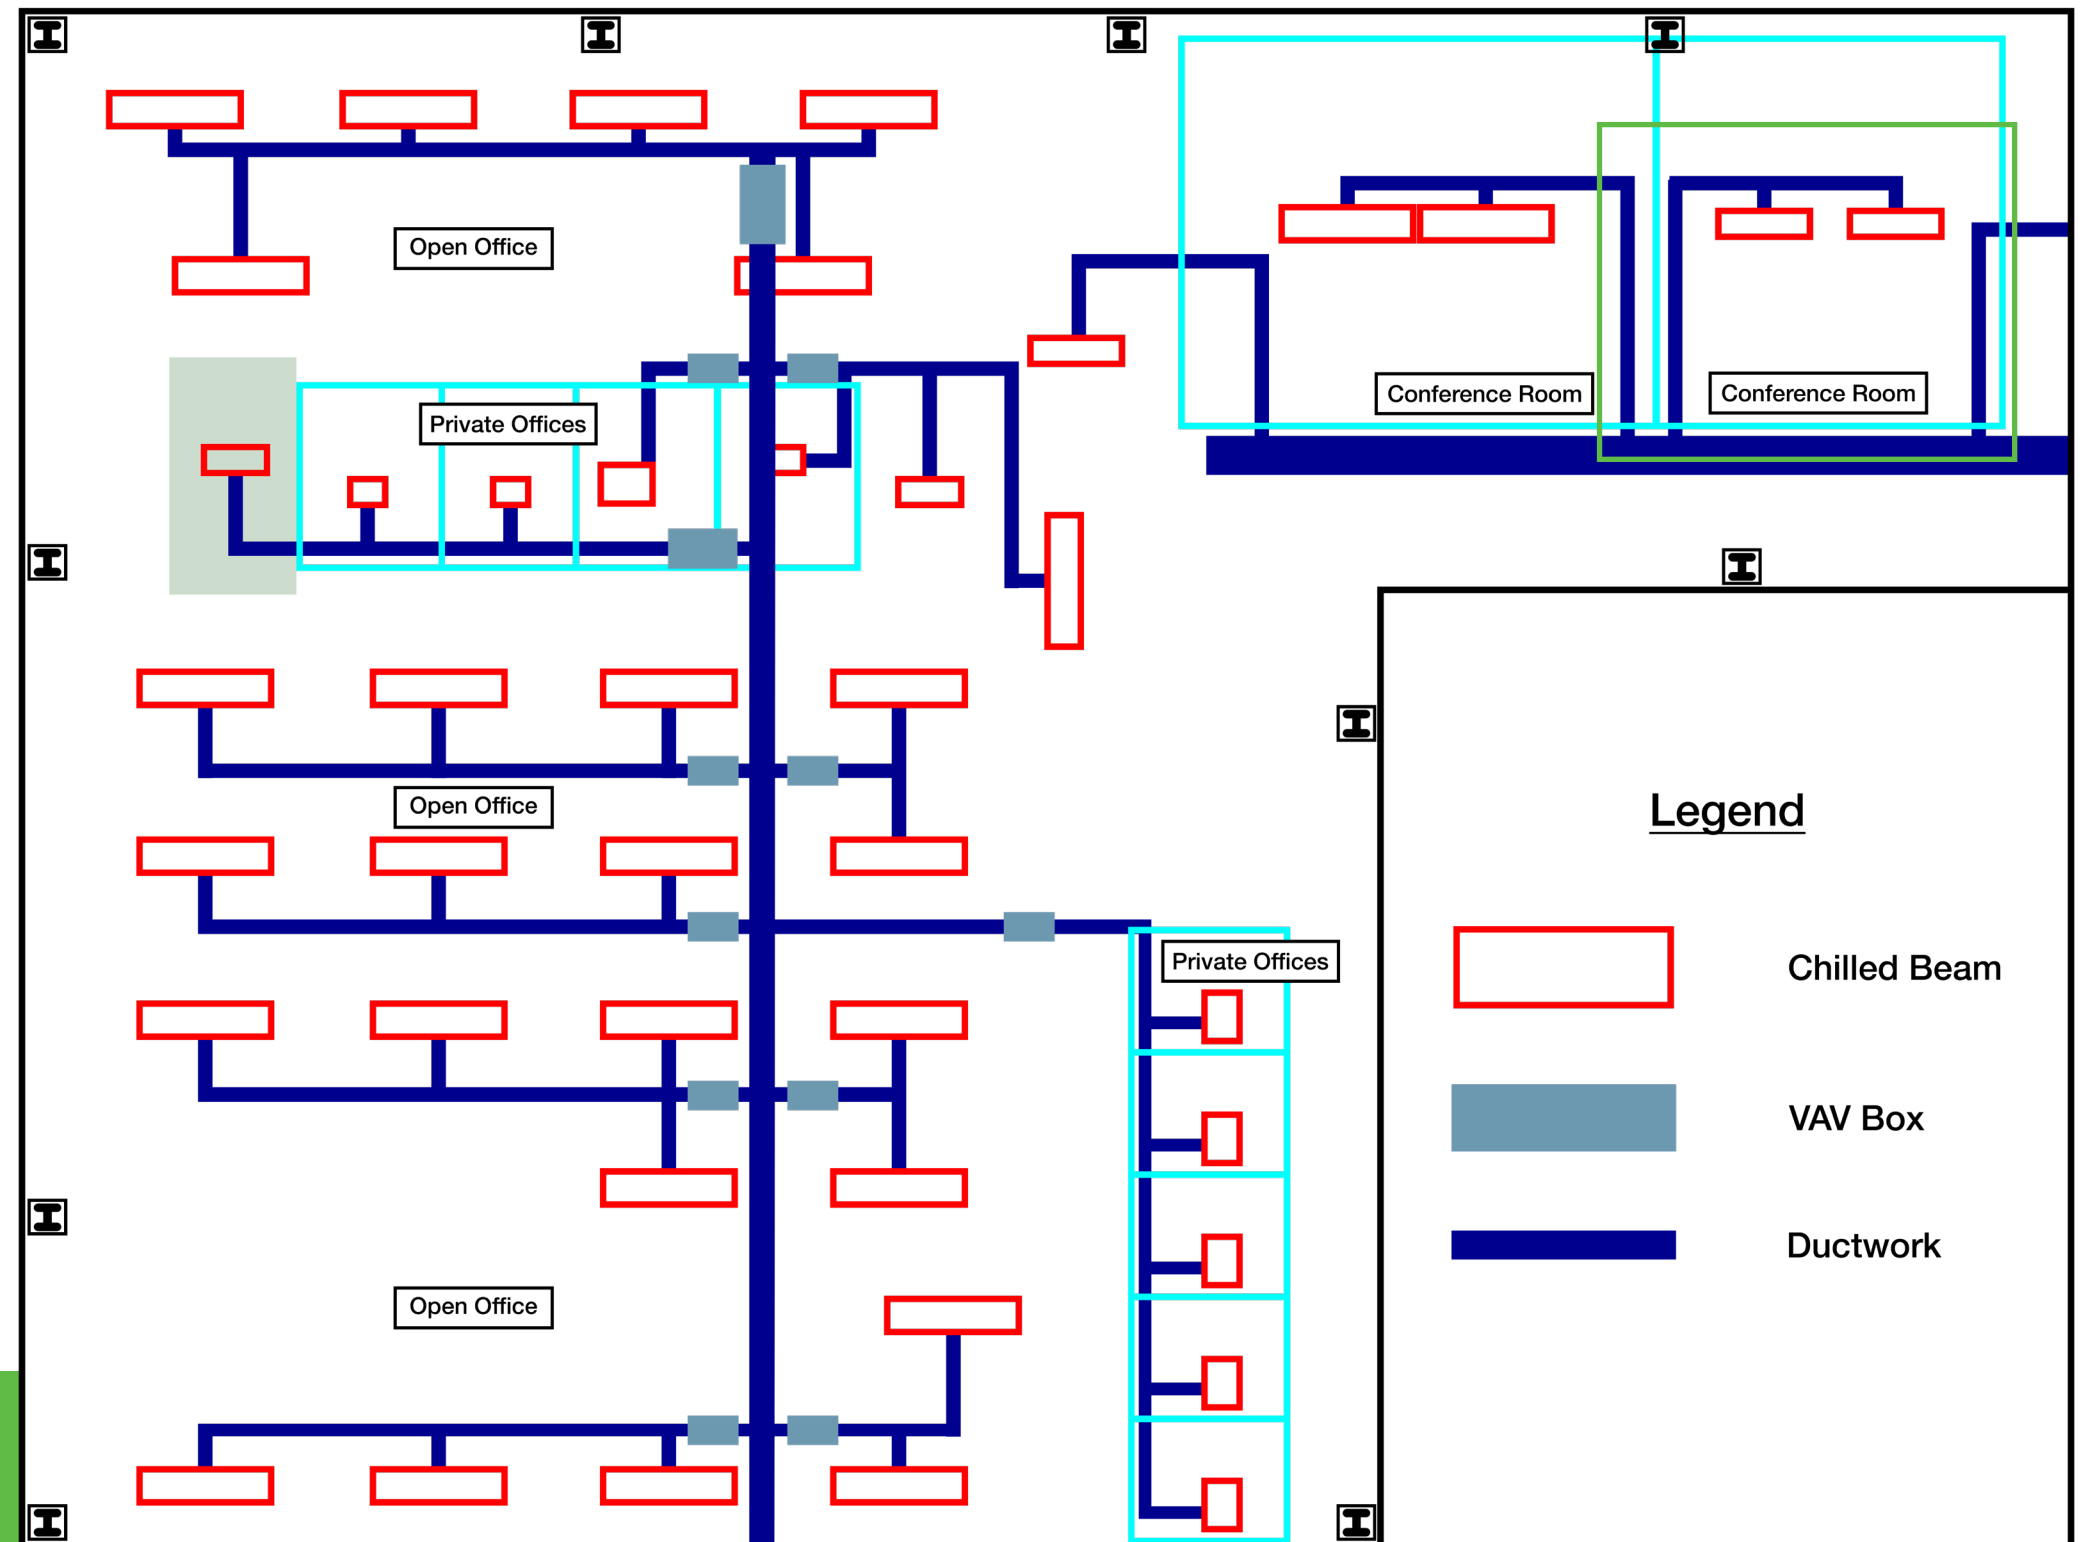 Open Office
Private Offices
Conference Room
Conference Room
Open Office
Private Offices
Open Office
Legend
Chilled Beam
VAV Box
Ductwork